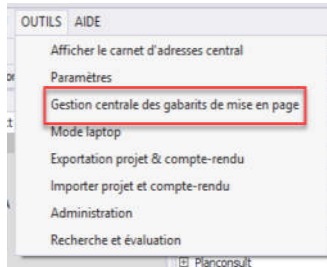 OUTILS AIDE
Afficher le carnet d'adresses central
Paramètres
Gestion centrale des gabarits de mise en page
Mode laptop
Exportation projet & compte-rendu
Importer projet et compte-rendu
Administration
Recherche et évaluation
Planconsult